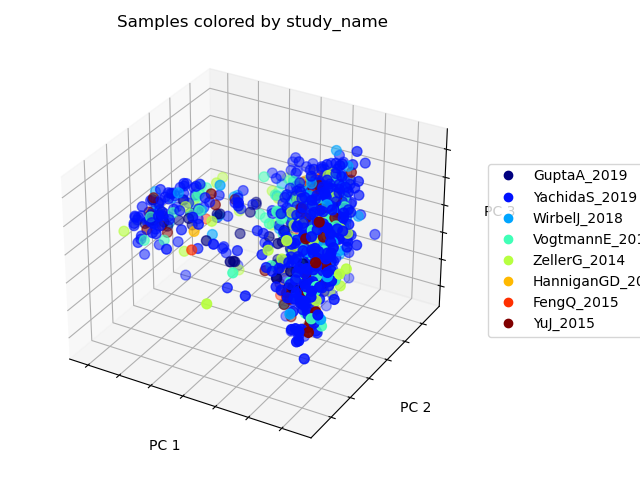 Samples colored by study_name
GuptaA_2019
YachidaS_2019
WirbelJ_2018
VogtmannE_201
ZellerG_2014
HanniganGD_20
FengQ_2015
YuJ_2015
PC 3
PC 2
PC 1